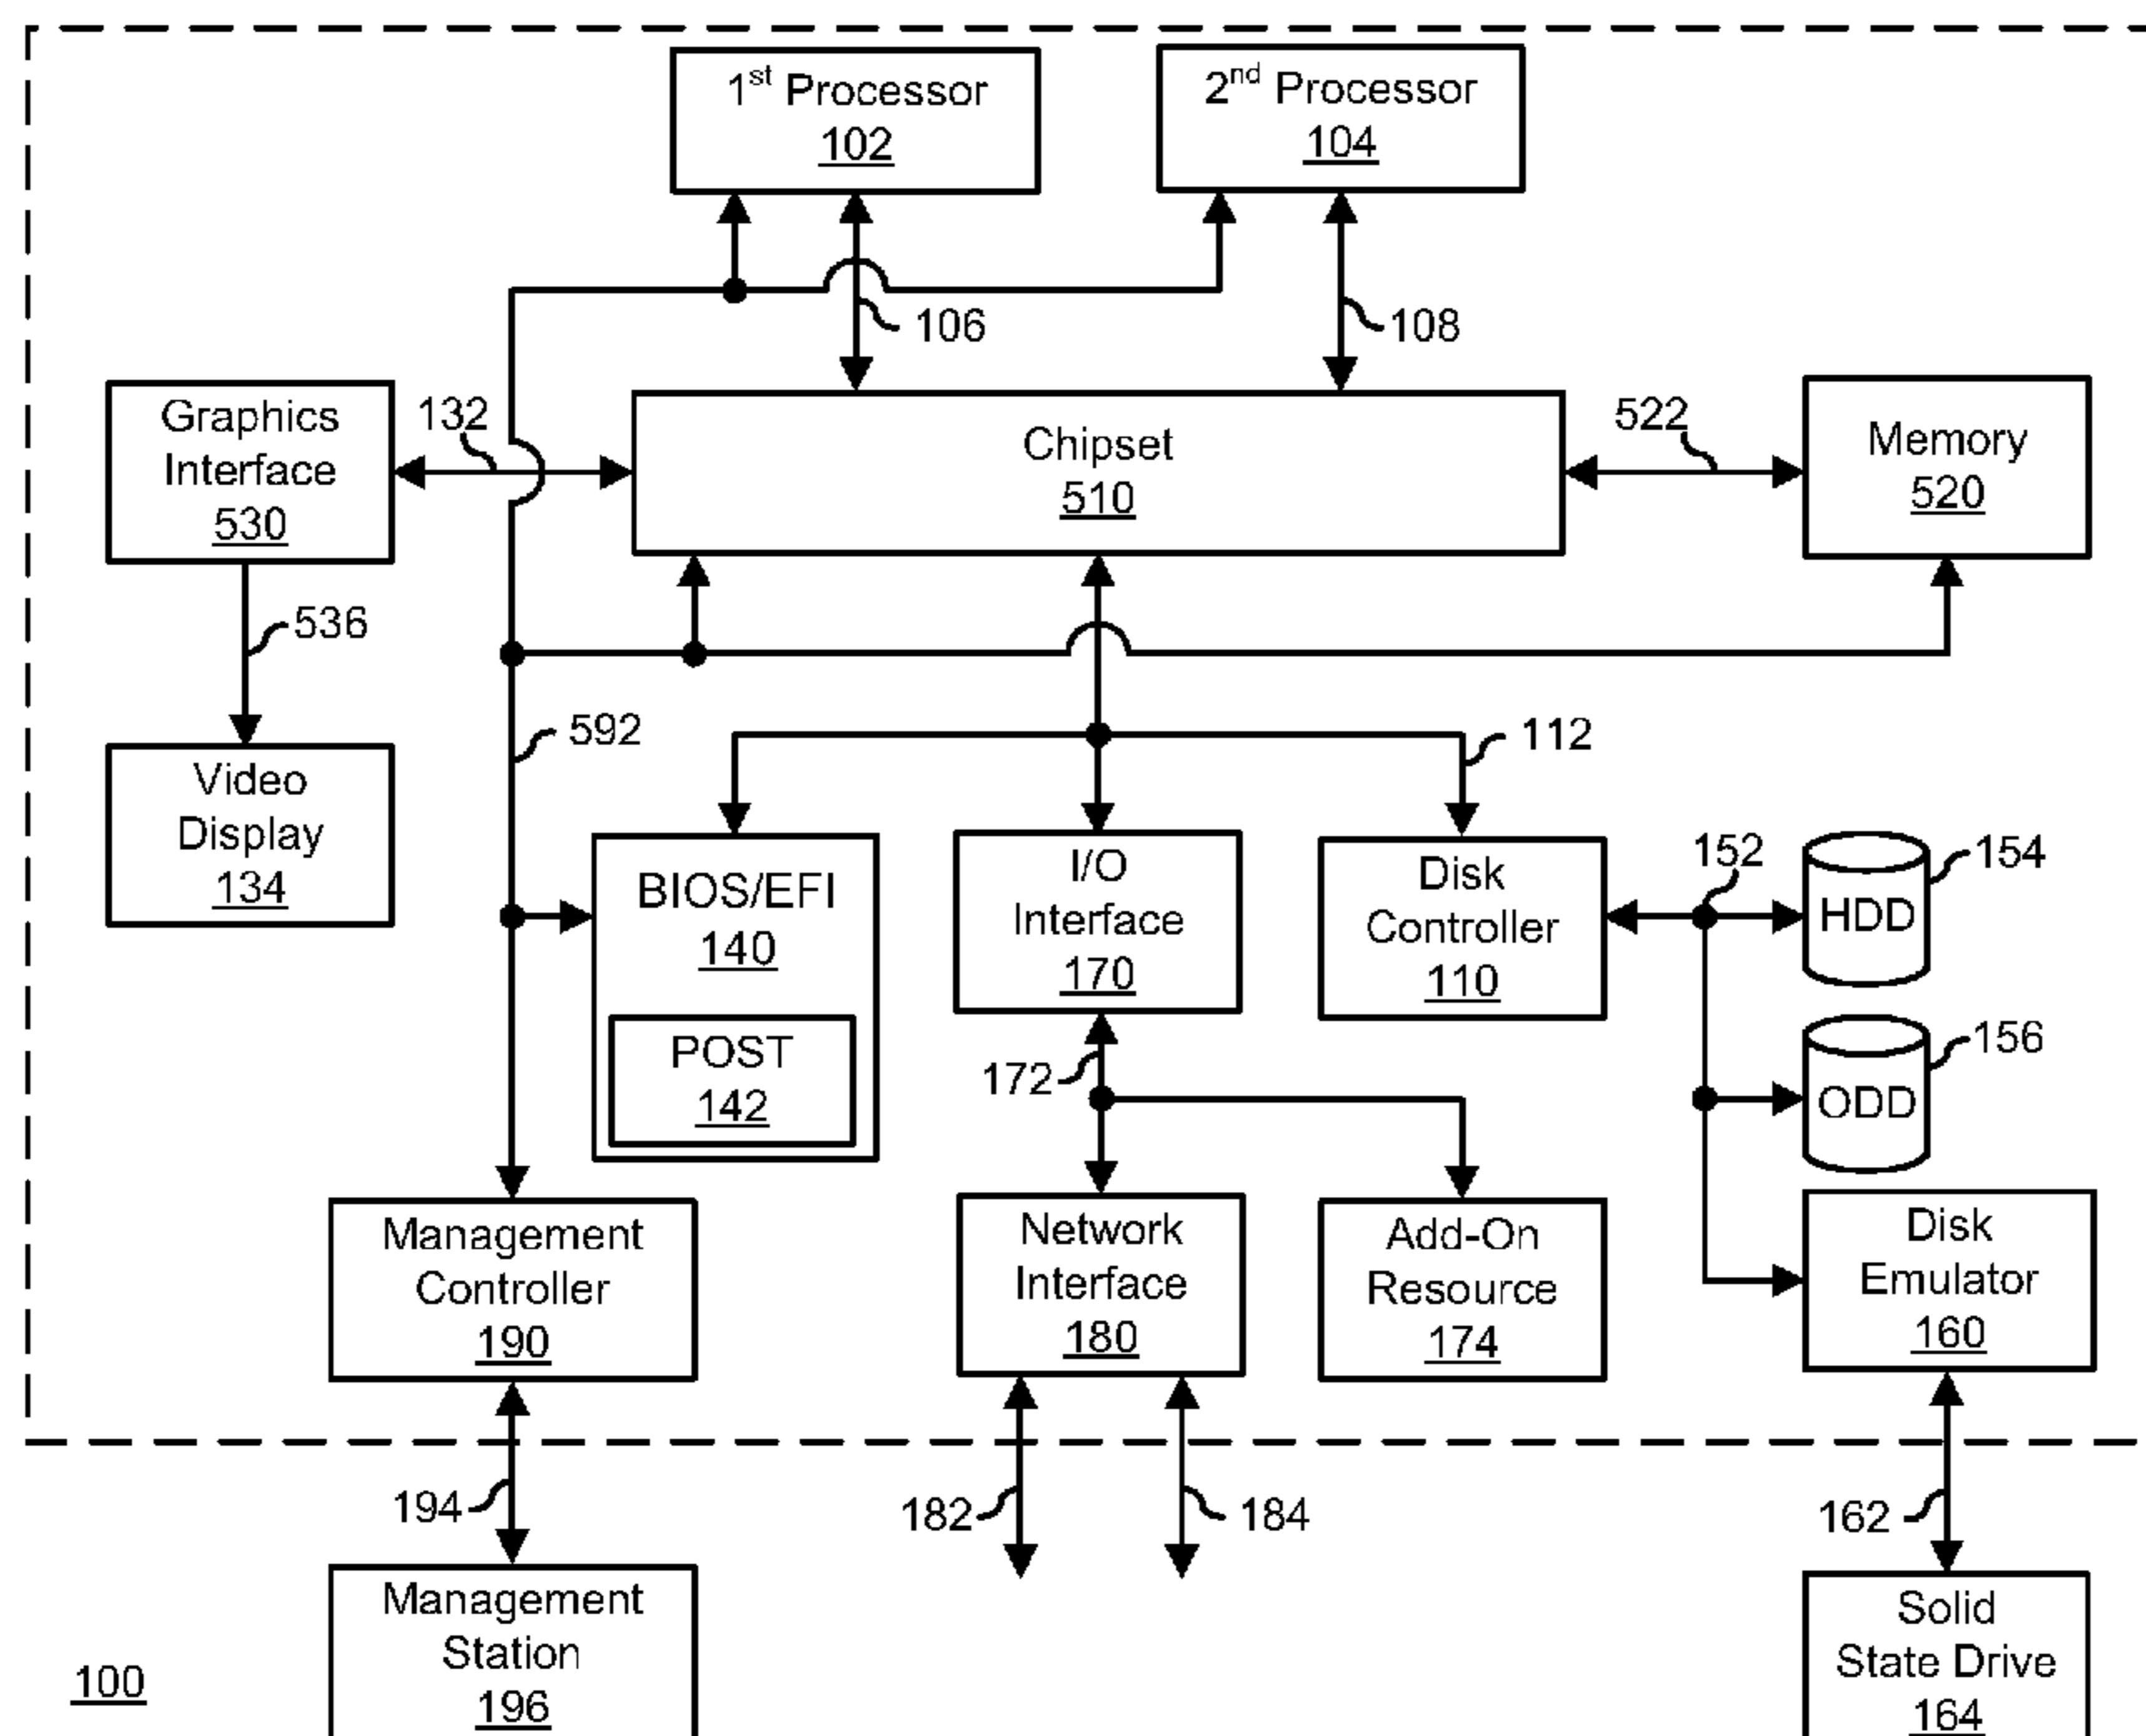 1st Processor
102
2nd Processor
104
106
108
Graphics
Interface
530
132
Chipset
510
522
Memory
520
536
592
112
Video
Display
134
BIOS/EFI
140
POST
142
I/O
Interface
170
Disk
Controller
110
152
HDD
154
ODD
156
172
Management
Controller
190
Network
Interface
180
Add-On
Resource
174
Disk
Emulator
160
194
182
184
162
Management
Station
196
Solid
State Drive
164
100